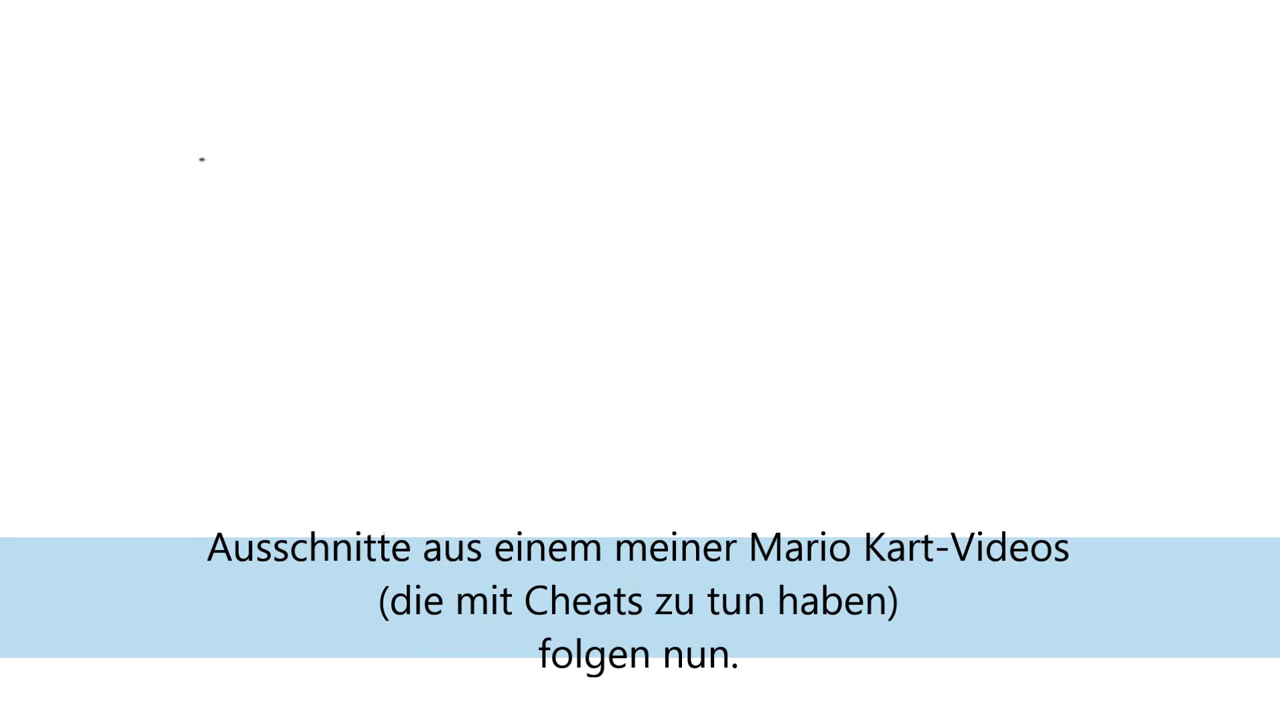 Ausschnitte aus einem meiner Mario Kart-Videos
(die mit Cheats zu tun haben)
folgen nun.